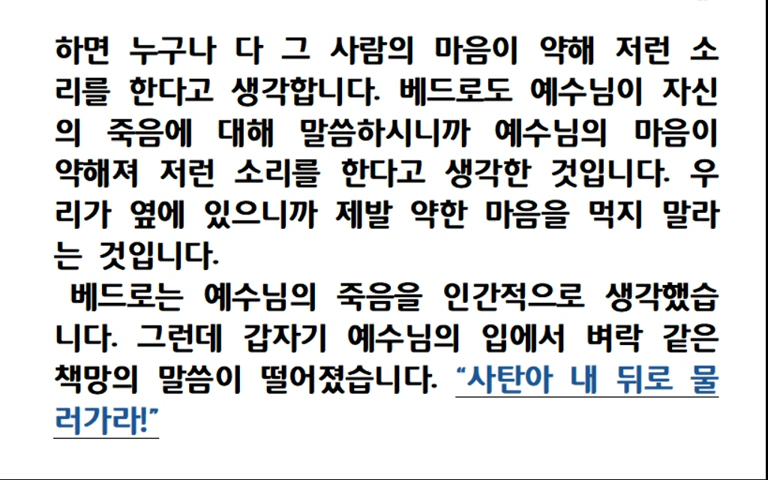 하면 누구나 다 그 사람의 마음이 약해 저런 소
리를 한다고 생각합니다. 베드로도 예수님이 자신
의 죽음에 대해 말씀하시니까 예수님의 마음이
약해져 저런 소리를 한다고 생각한 것입니다. 우
리가 옆에 있으니까 제발 약한 마음을 먹지 말라
는 것입니다.
베드로는 예수님의 죽음을 인간적으로 생각했습
니다. 그런데 갑자기 예수님의 입에서 벼락 같은
책망의 말씀이 떨어졌습니다. “사탄아 내 뒤로 물
러가라!”